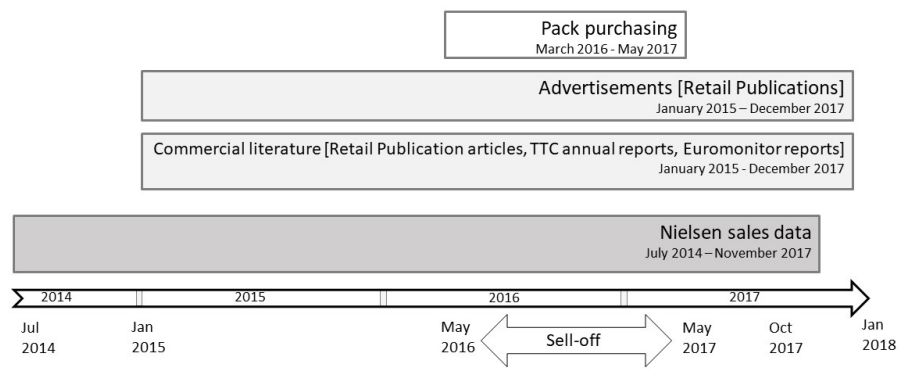 Pack purchasing
March 2016 - May 2017
Advertisements [Retail Publications]
January 2015 – December 2017
Commercial literature [Retail Publication articles, TTC annual reports, Euromonitor reports]
January 2015 - December 2017
Nielsen sales data
July 2014 – November 2017
2014 2015 2016 2017
Jul 2014
Jan 2015
May 2016
Sell-off
May 2017
Oct 2017
Jan 2018